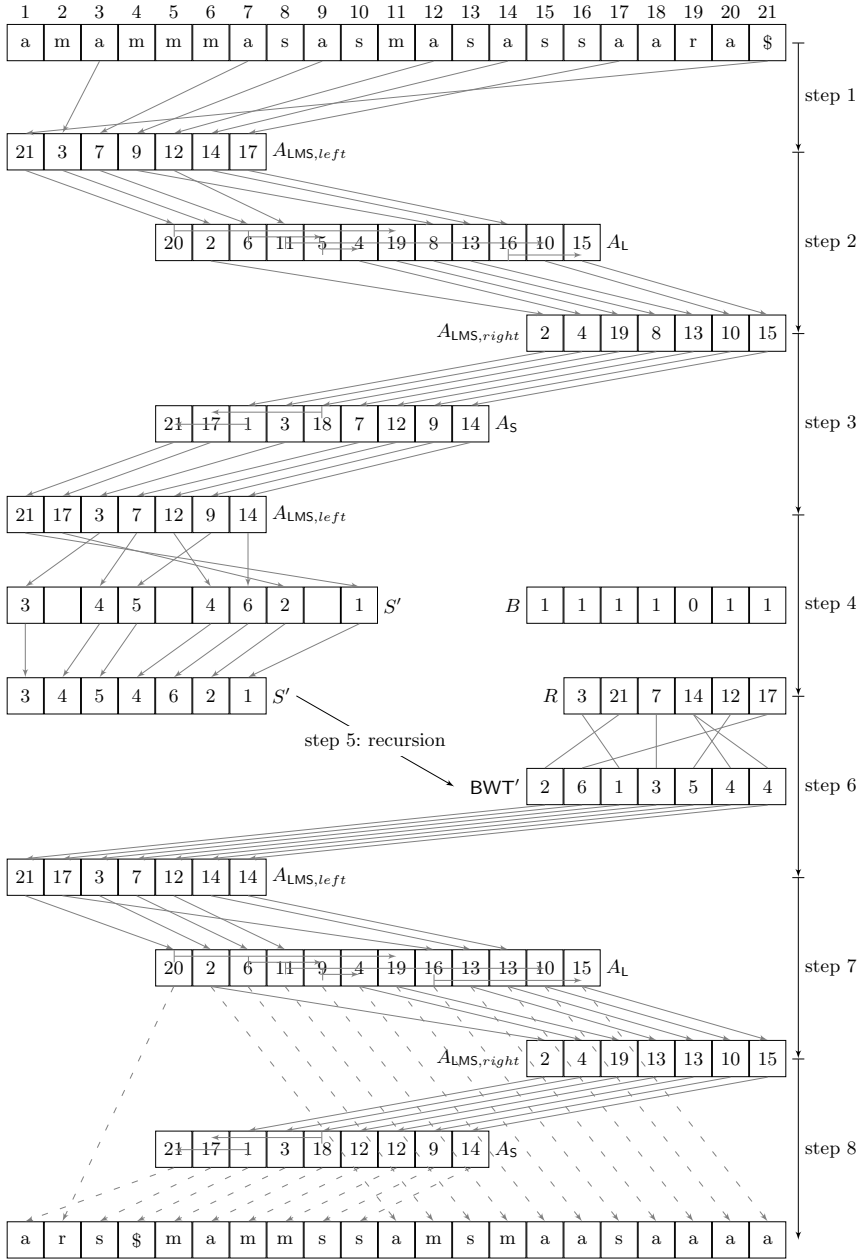 1 2 3 4 5 6 7 8 9 10 11 12 13 14 15 16 17 18 19 20 21
a m a m m m a s a s m a s a s s a a r a $
step 1
21 3 7 9 12 14 17 A_LMS,left
step 2
20 2 6 11 5 4 19 8 13 16 10 15 A_L
A_LMS,right 2 4 19 8 13 10 15
step 3
21 17 1 3 18 7 12 9 14 A_S
21 17 3 7 12 9 14 A_LMS,left
3 4 5 4 6 2 1 S′ B 1 1 1 1 0 1 1 step 4
3 4 5 4 6 2 1 S′ R 3 21 7 14 12 17
step 5: recursion
BWT′ 2 6 1 3 5 4 4 step 6
21 17 3 7 12 14 14 A_LMS,left
step 7
20 2 6 11 9 4 19 16 13 13 10 15 A_L
A_LMS,right 2 4 19 13 13 10 15
21 17 1 3 18 12 12 9 14 A_S step 8
a r s $ m a m m s s a m s m a a s a a a a